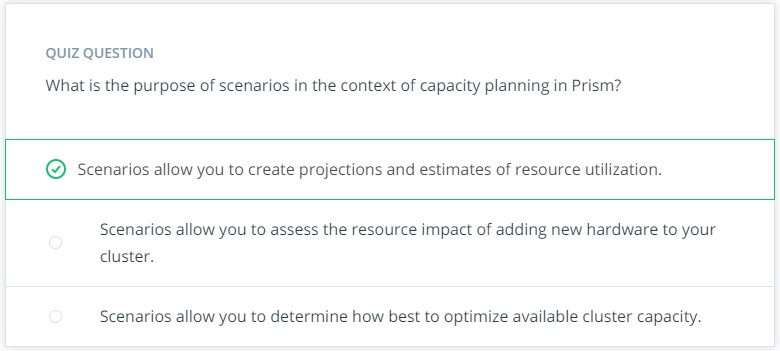 QUIZ QUESTION
What is the purpose of scenarios in the context of capacity planning in Prism?
Scenarios allow you to create projections and estimates of resource utilization.
Scenarios allow you to assess the resource impact of adding new hardware to your
cluster.
Scenarios allow you to determine how best to optimize available cluster capacity.